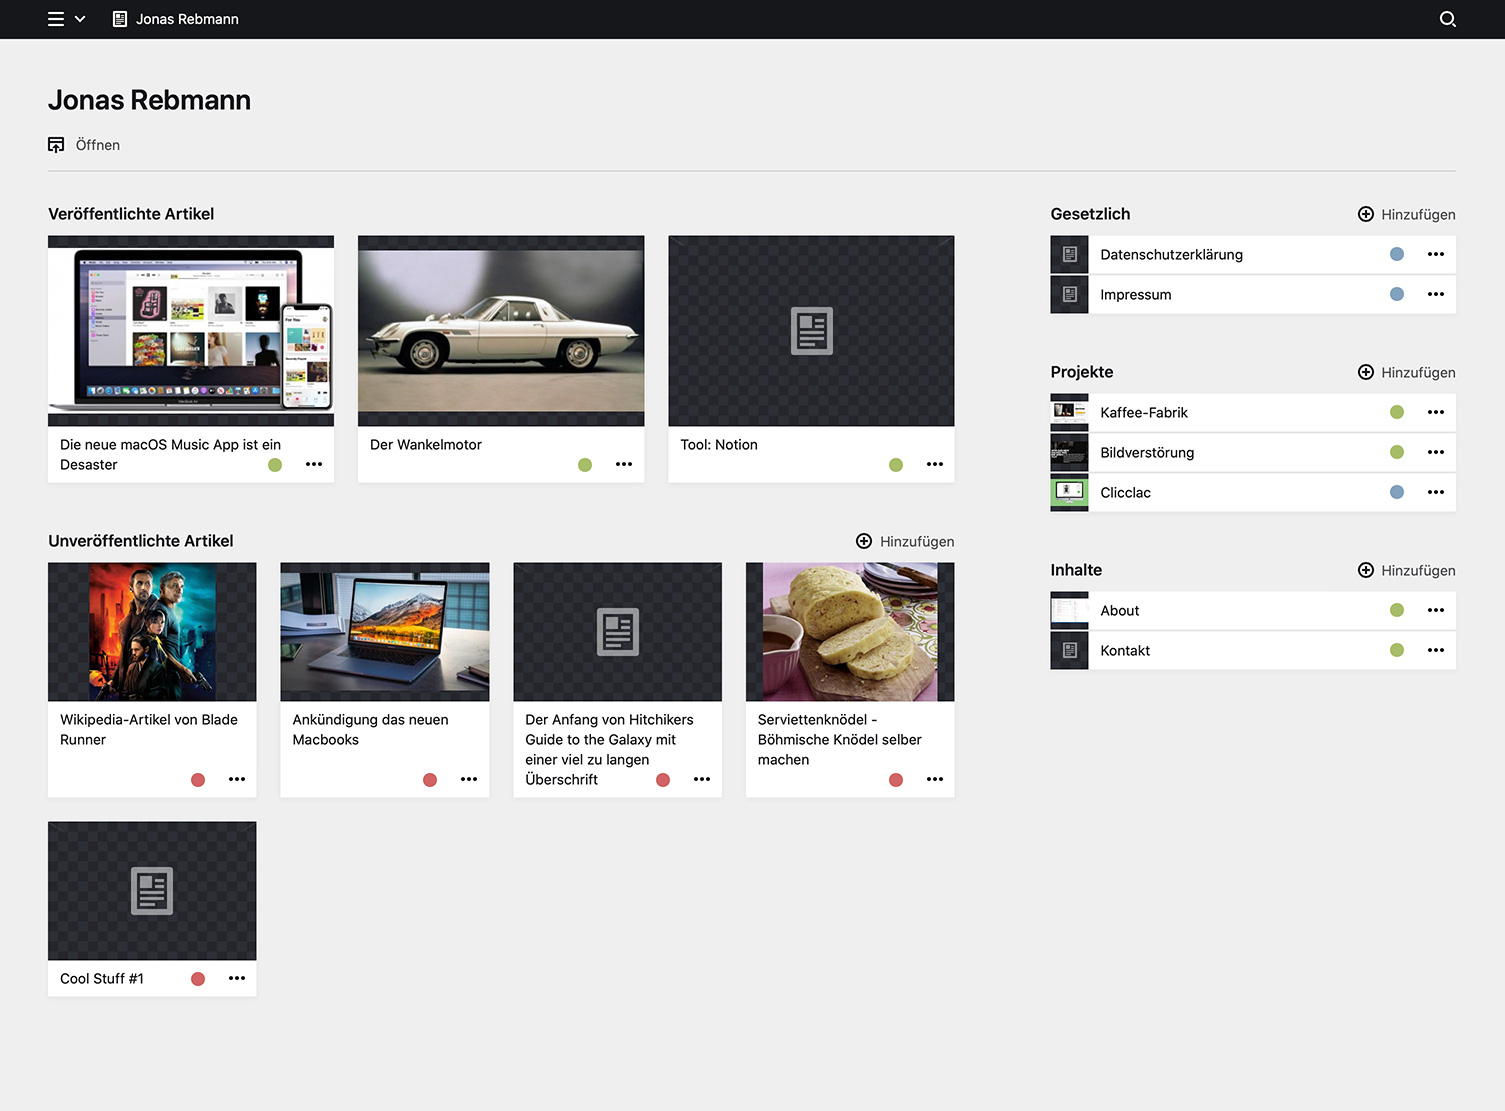 Jonas Rebmann
Jonas Rebmann
Öffnen
Veröffentlichte Artikel
Die neue macOS Music App ist ein
Desaster
Der Wankelmotor
Tool: Notion
Unveröffentlichte Artikel
Hinzufügen
Wikipedia-Artikel von Blade
Runner
Ankündigung das neuen
Macbooks
Der Anfang von Hitchikers
Guide to the Galaxy mit
einer viel zu langen
Überschrift
Serviettenknödel -
Böhmische Knödel selber
machen
Cool Stuff #1
Gesetzlich
Hinzufügen
Datenschutzerklärung
Impressum
Projekte
Hinzufügen
Kaffee-Fabrik
Bildverstörung
Clicclac
Inhalte
Hinzufügen
About
Kontakt